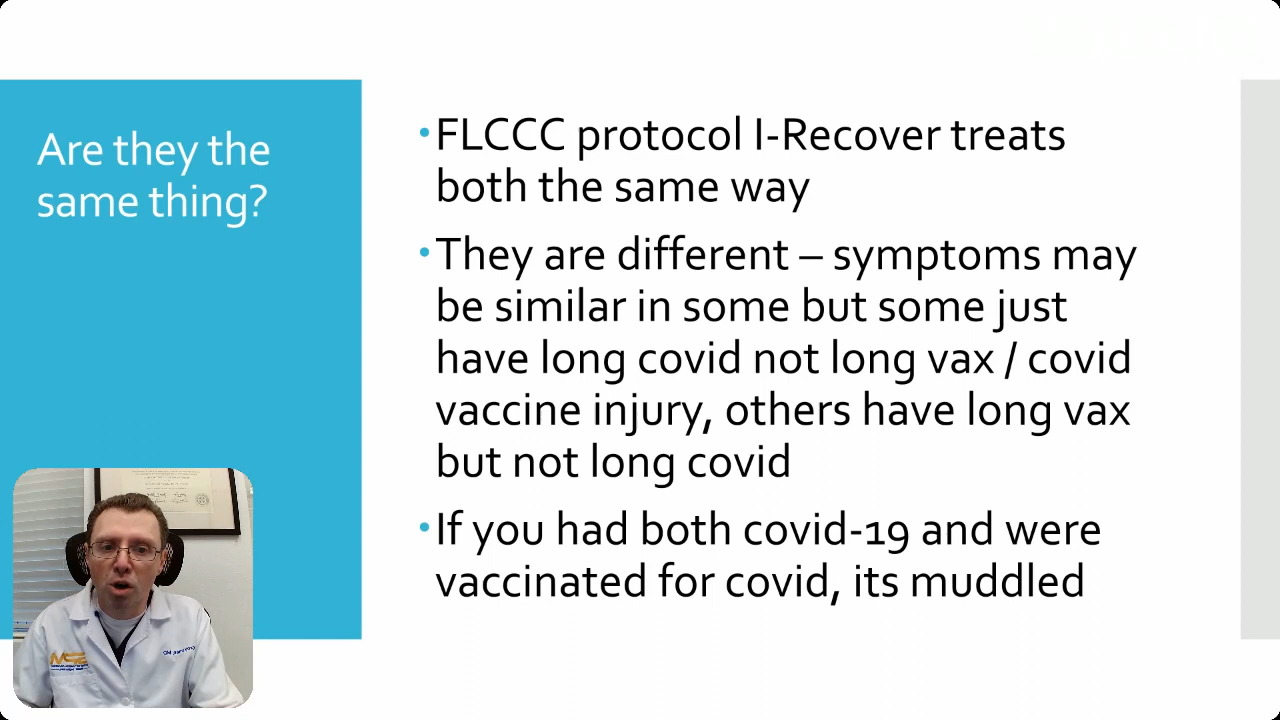 Are they the
same thing?
•FLCCC protocol I-Recover treats
both the same way
•They are different – symptoms may
be similar in some but some just
have long covid not long vax / covid
vaccine injury, others have long vax
but not long covid
•If you had both covid-19 and were
vaccinated for covid, its muddled